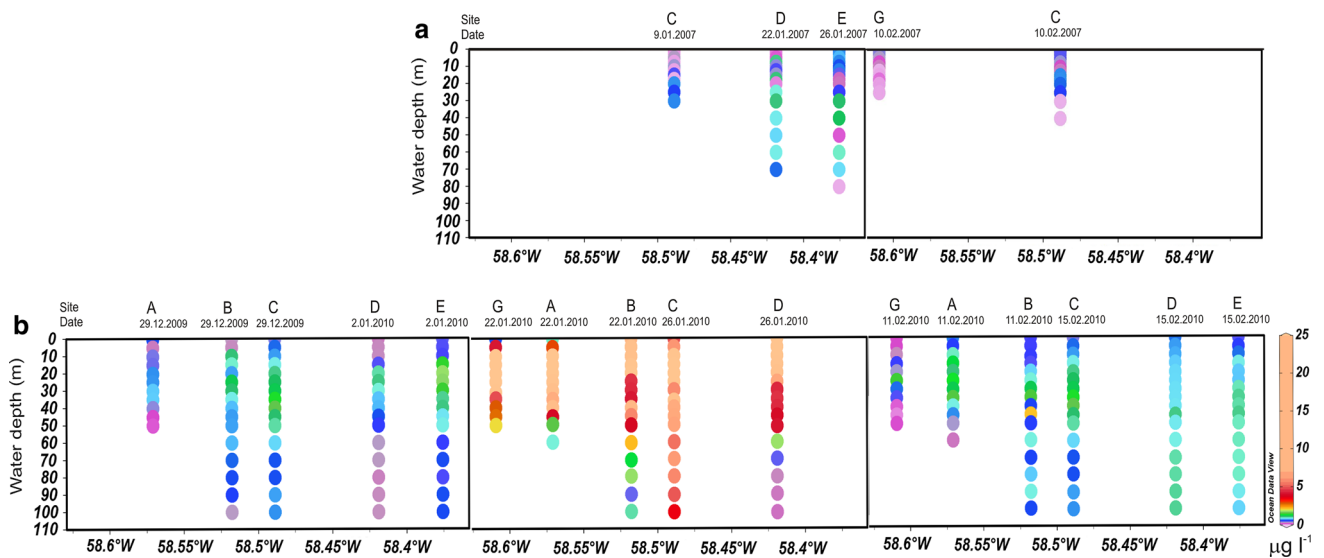 a
Site C D E G C
Date 9.01.2007 22.01.2007 26.01.2007 10.02.2007 10.02.2007
Water depth (m)
0
10
20
30
40
50
60
70
80
90
100
110
58.6°W 58.55°W 58.5°W 58.45°W 58.4°W 58.6°W 58.55°W 58.5°W 58.45°W 58.4°W
b
Site A B C D E G A B C D G A B C D E
Date 29.12.2009 29.12.2009 29.12.2009 2.01.2010 2.01.2010 22.01.2010 22.01.2010 22.01.2010 26.01.2010 26.01.2010 11.02.2010 11.02.2010 11.02.2010 15.02.2010 15.02.2010 15.02.2010
Water depth (m)
0
10
20
30
40
50
60
70
80
90
100
110
58.6°W 58.55°W 58.5°W 58.45°W 58.4°W 58.6°W 58.55°W 58.5°W 58.45°W 58.4°W 58.6°W 58.55°W 58.5°W 58.45°W 58.4°W
Ocean Data View
25
20
15
10
5
1
0
µg l⁻¹